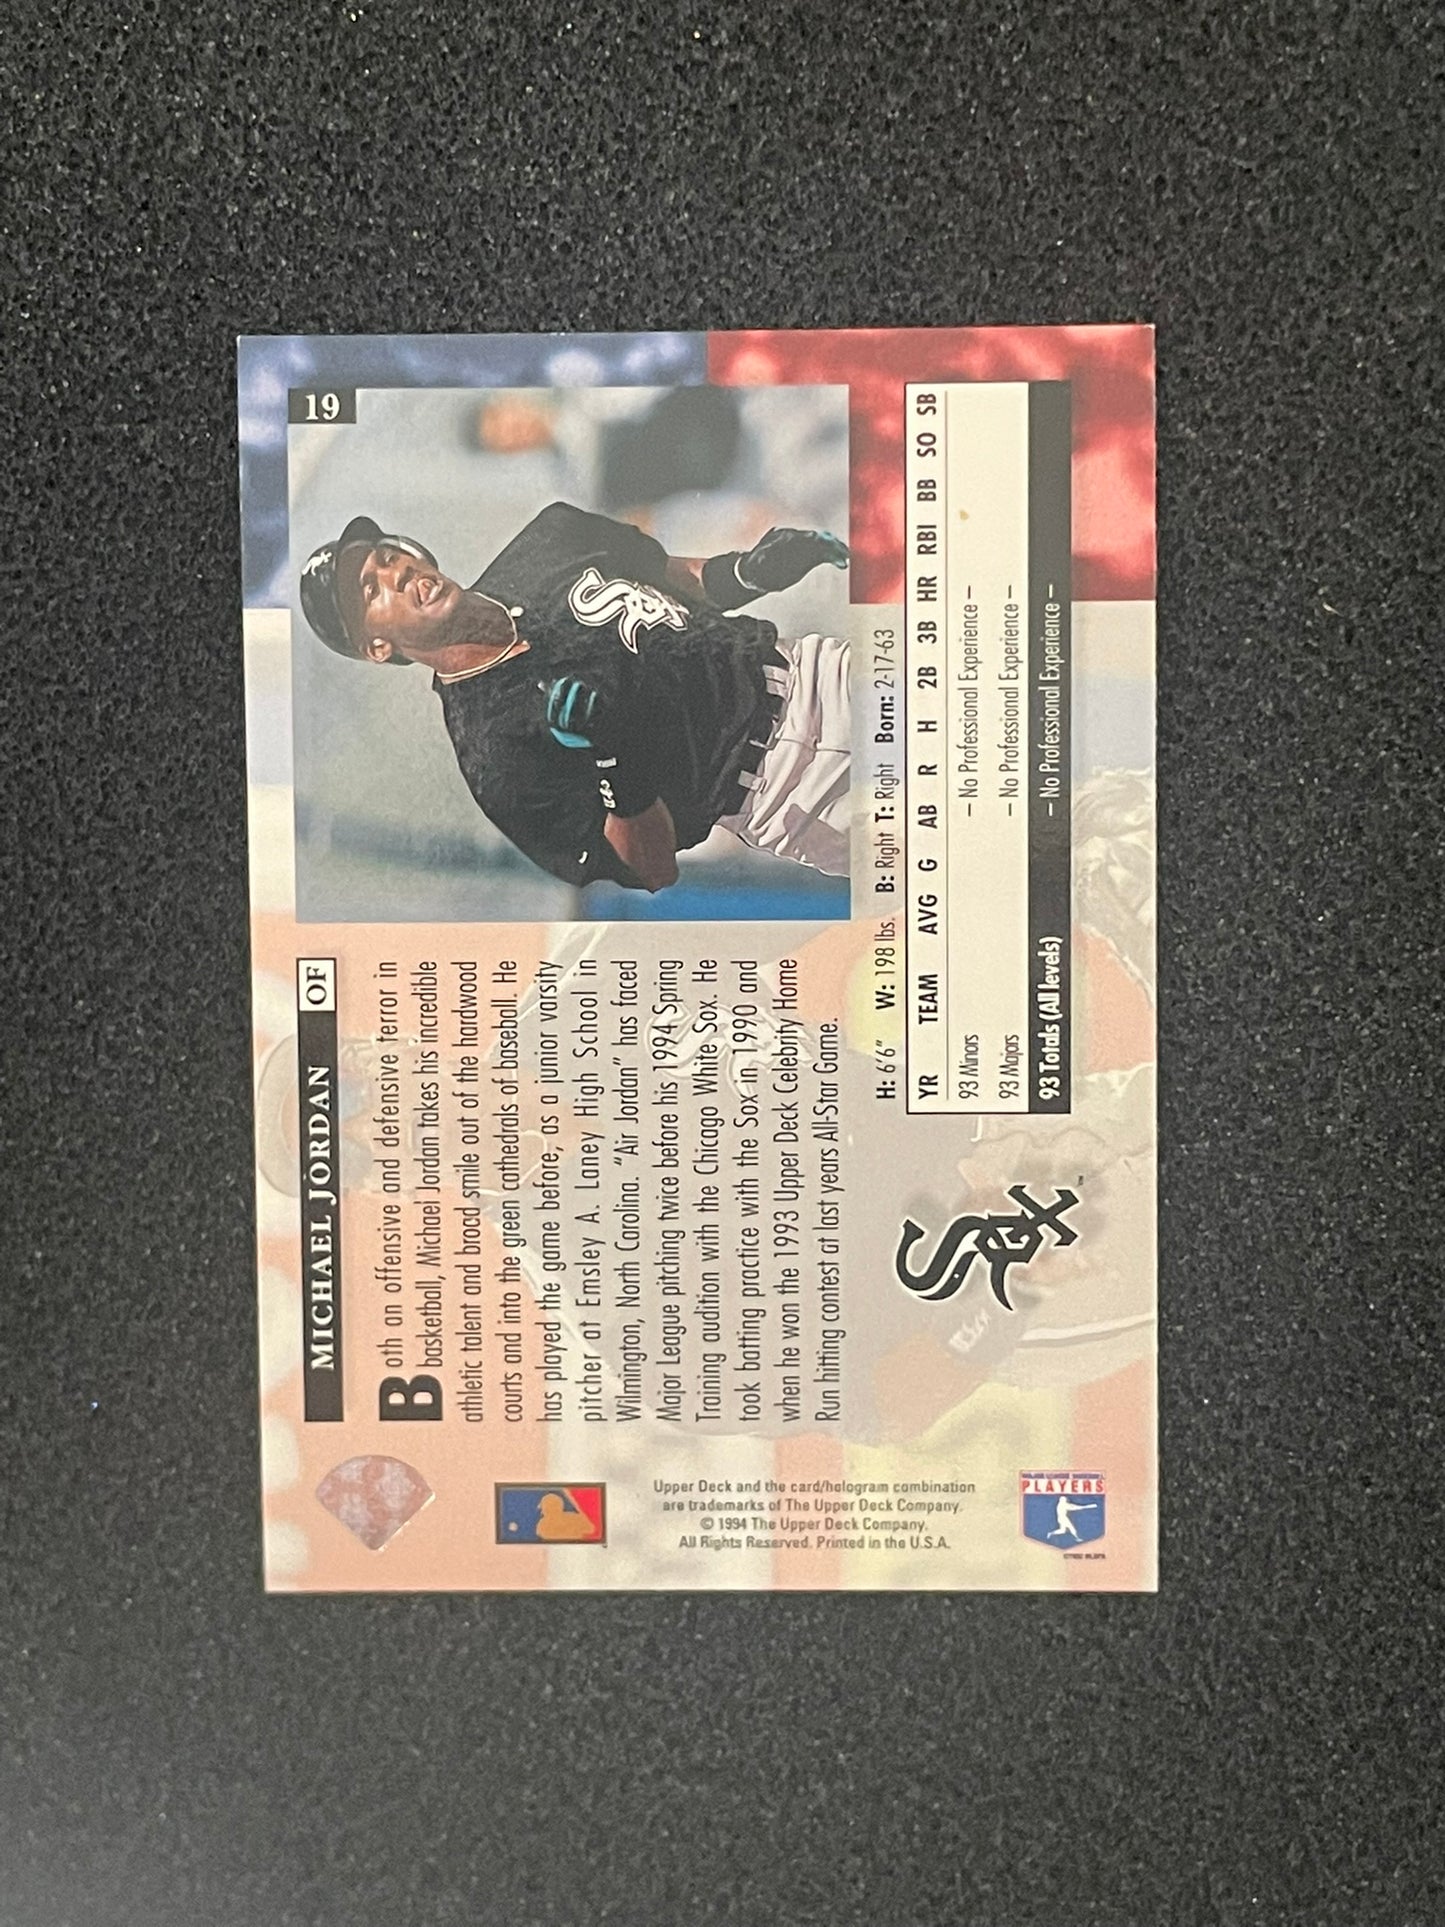 MICHAEL JORDAN OF
19
Both an offensive and defensive terror in
basketball, Michael Jordan takes his incredible
athletic talent and broad smile out of the hardwood
courts and into the green cathedrals of baseball. He
has played the game before, as a junior varsity
pitcher at Emsley A. Laney High School in
Wilmington, North Carolina. "Air Jordan" has faced
Major League pitching twice before his 1994 Spring
Training audition with the Chicago White Sox. He
took batting practice with the Sox in 1990 and
when he won the 1993 Upper Deck Celebrity Home
Run hitting contest at last years All-Star Game.
Sox
Upper Deck and the card/hologram combination
are trademarks of The Upper Deck Company.
© 1994 The Upper Deck Company.
All Rights Reserved. Printed in the U.S.A.
H: 6'6" W: 198 lbs. B: Right T: Right Born: 2-17-63
YR TEAM AVG G AB R H 2B 3B HR RBI BB SO SB
93 Minors – No Professional Experience –
93 Majors – No Professional Experience –
93 Totals (All levels) – No Professional Experience –
Sox
MAJOR LEAGUE BASEBALL
PLAYERS